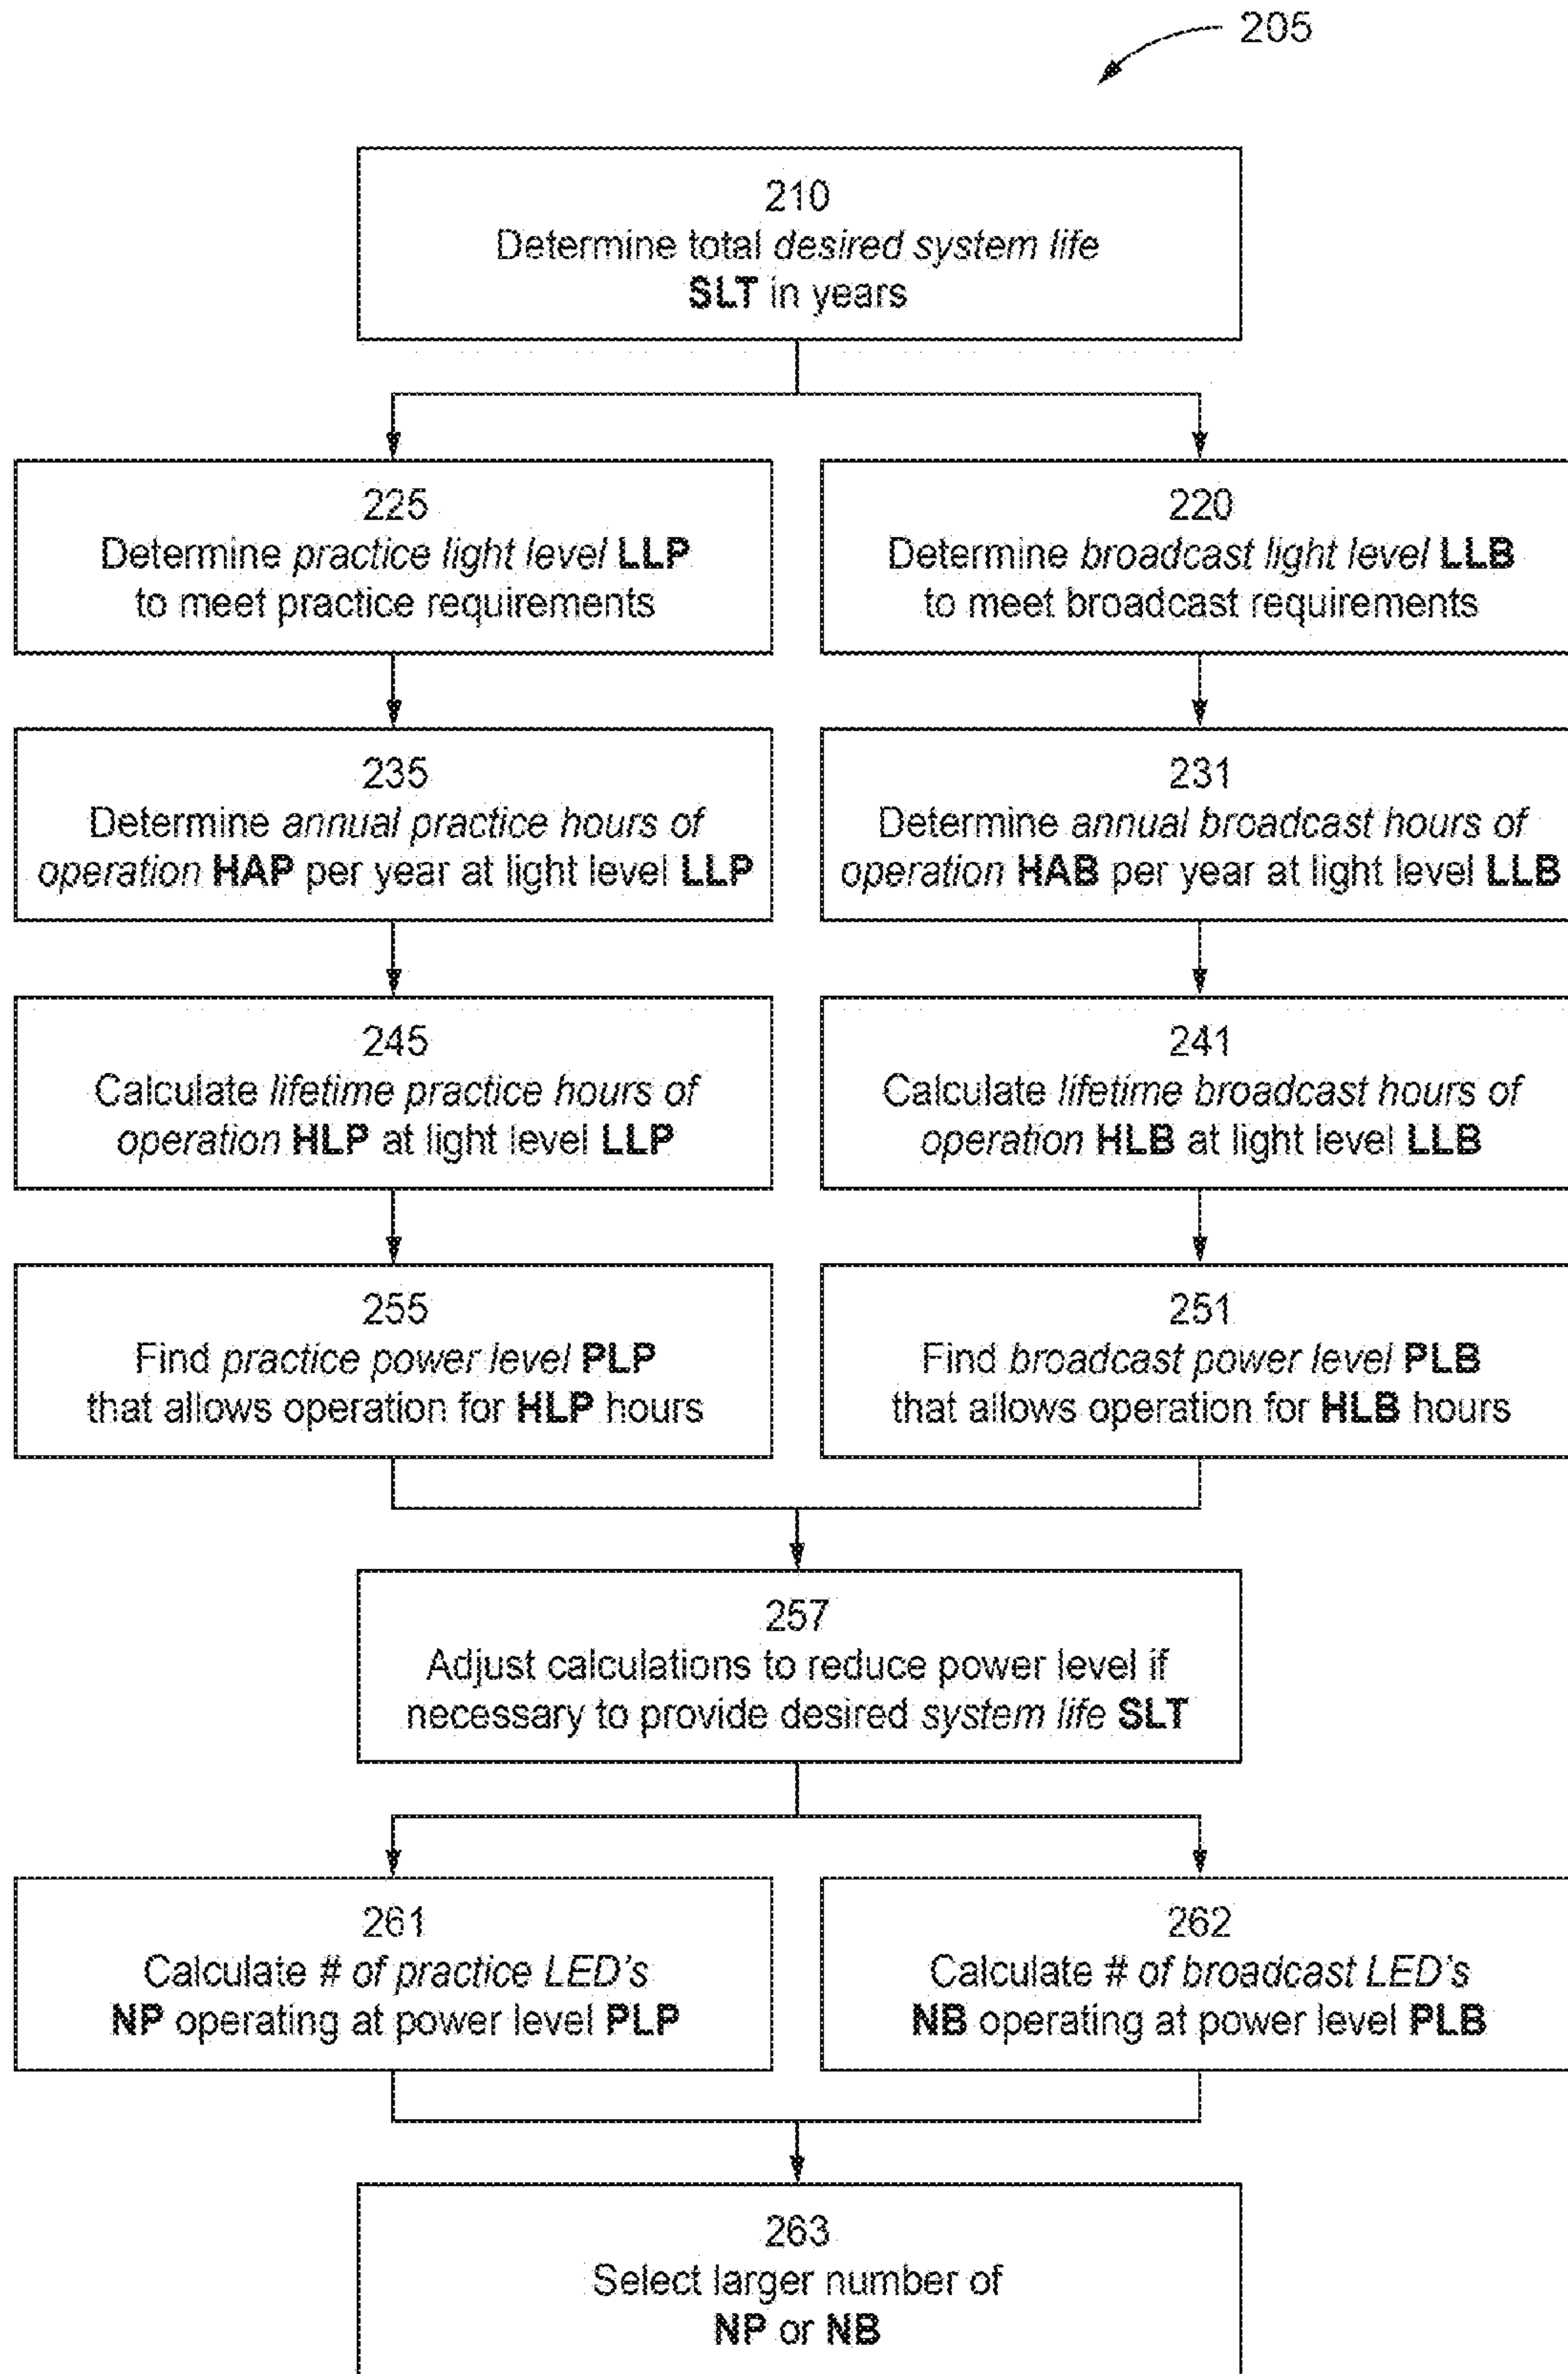 205
210
Determine total desired system life
SLT in years
225
Determine practice light level LLP
to meet practice requirements
220
Determine broadcast light level LLB
to meet broadcast requirements
235
Determine annual practice hours of
operation HAP per year at light level LLP
231
Determine annual broadcast hours of
operation HAB per year at light level LLB
245
Calculate lifetime practice hours of
operation HLP at light level LLP
241
Calculate lifetime broadcast hours of
operation HLB at light level LLB
255
Find practice power level PLP
that allows operation for HLP hours
251
Find broadcast power level PLB
that allows operation for HLB hours
257
Adjust calculations to reduce power level if
necessary to provide desired system life SLT
261
Calculate # of practice LED's
NP operating at power level PLP
262
Calculate # of broadcast LED's
NB operating at power level PLB
263
Select larger number of
NP or NB